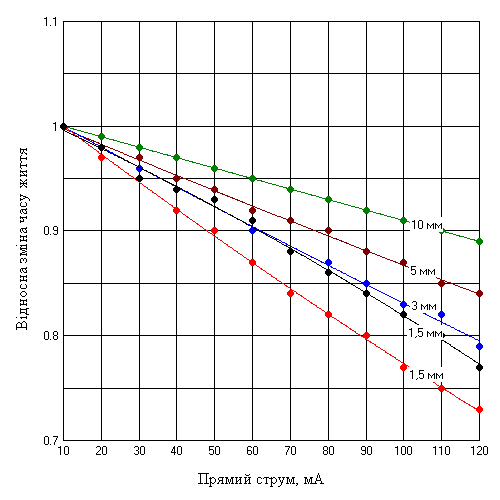 1.1
1
0.9
0.8
0.7
Відносна зміна часу життя
10 мм
5 мм
3 мм
1,5 мм
1,5 мм
10 20 30 40 50 60 70 80 90 100 110 120
Прямий струм, мА